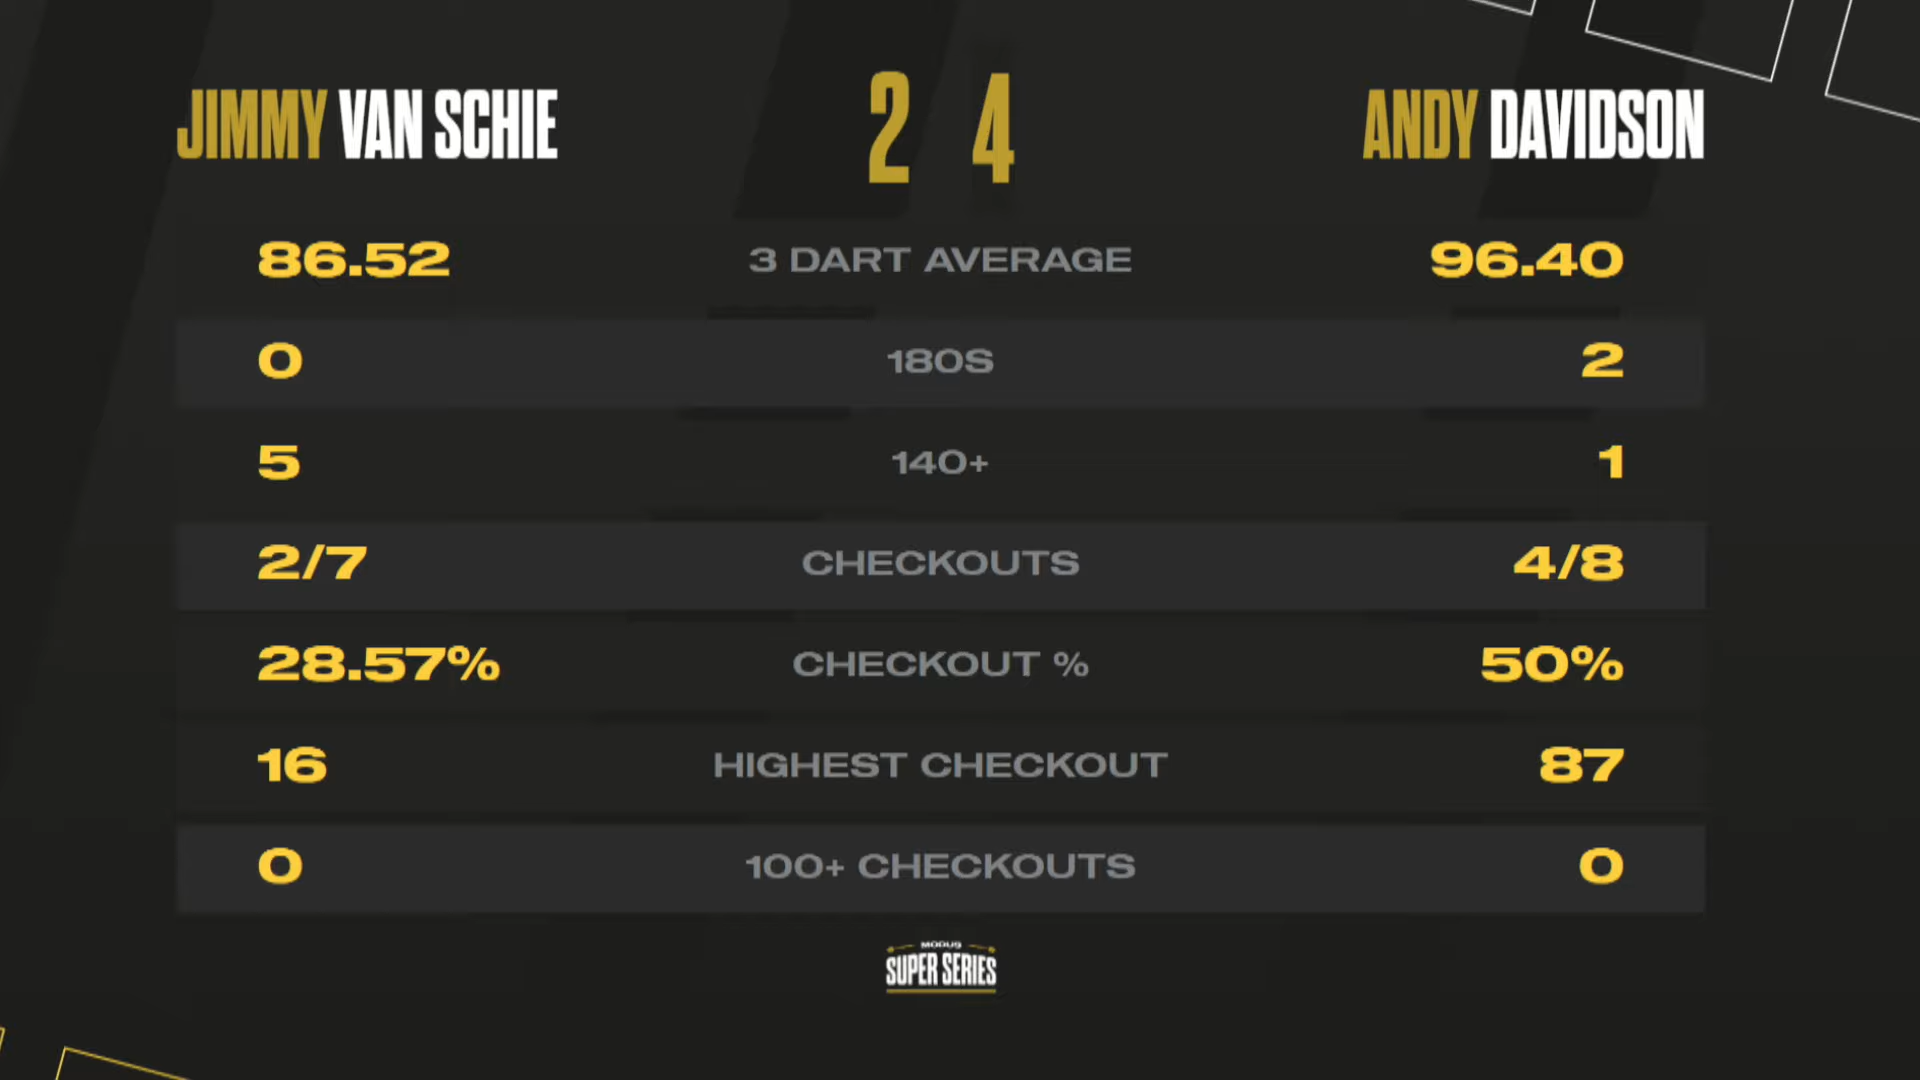 JIMMY VAN SCHIE 2 4 ANDY DAVIDSON
86.52 3 DART AVERAGE 96.40
0 180S 2
5 140+ 1
2/7 CHECKOUTS 4/8
28.57% CHECKOUT % 50%
16 HIGHEST CHECKOUT 87
0 100+ CHECKOUTS 0
MODUS
SUPER SERIES